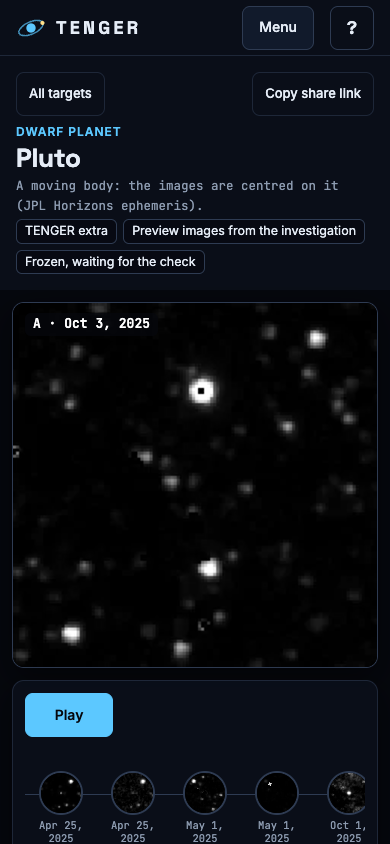 TENGER
Menu
?
All targets
Copy share link
DWARF PLANET
Pluto
A moving body: the images are centred on it
(JPL Horizons ephemeris).
TENGER extra
Preview images from the investigation
Frozen, waiting for the check
A · Oct 3, 2025
Play
Apr 25,
2025
Apr 25,
2025
May 1,
2025
May 1,
2025
Oct 1,
2025